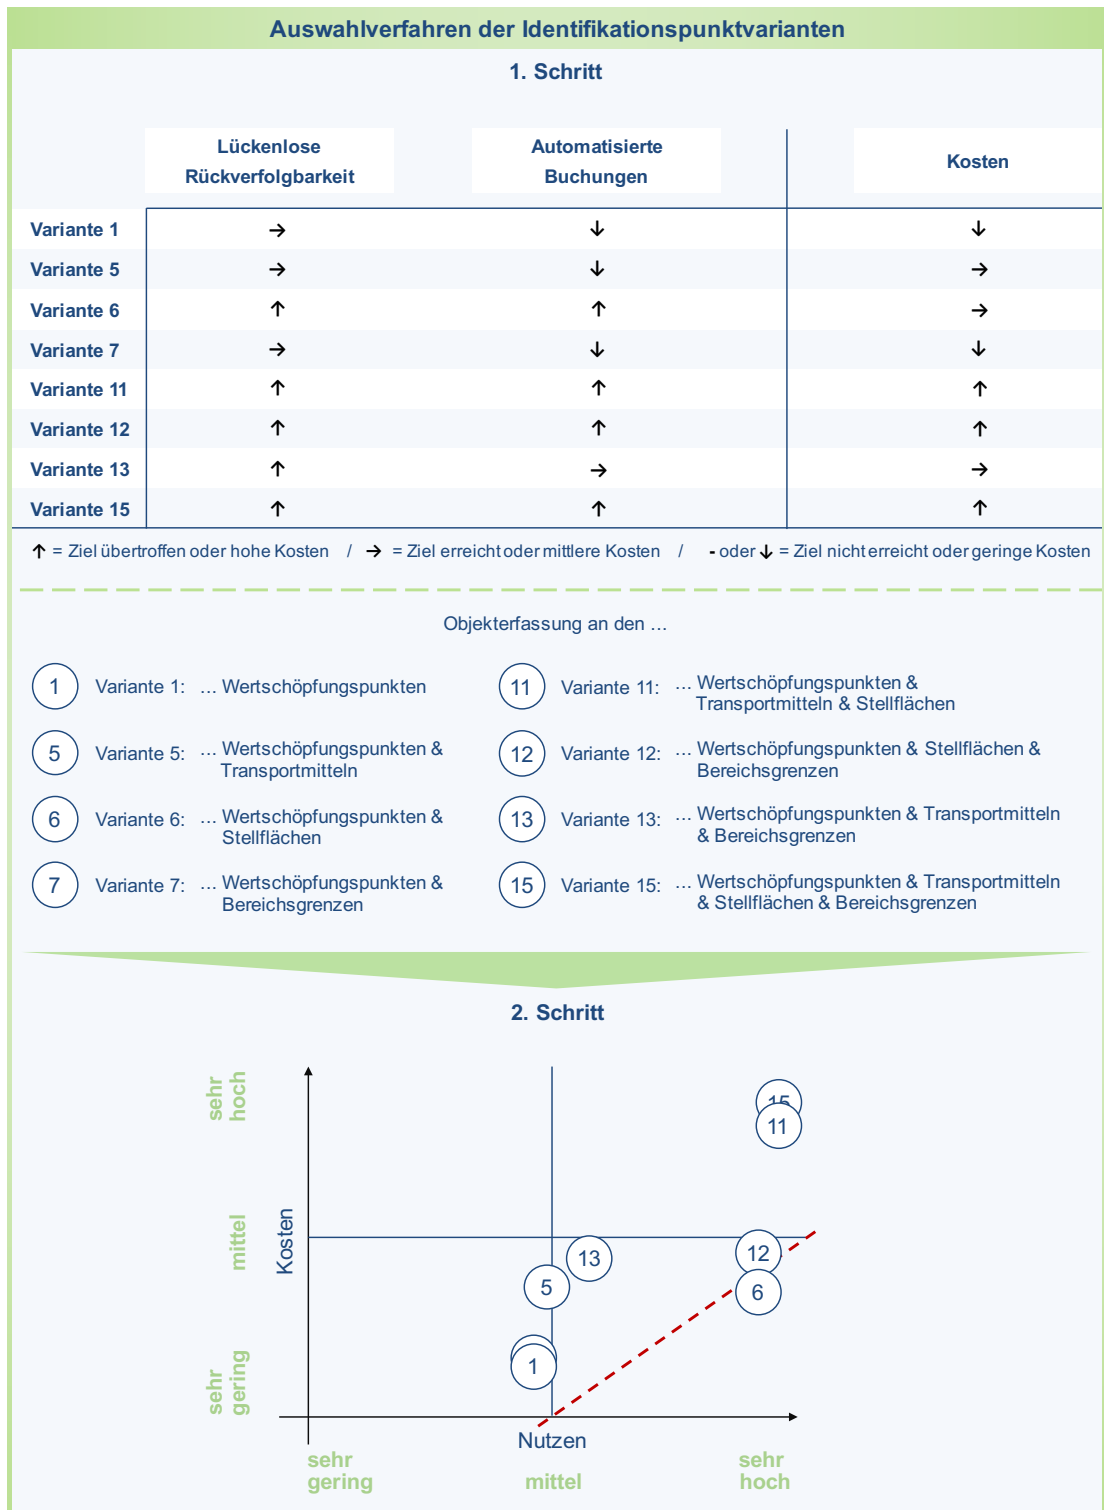 Auswahlverfahren der Identifikationspunktvarianten
1. Schritt
Lückenlose
Rückverfolgbarkeit
Automatisierte
Buchungen
Kosten
Variante 1 → ↓ ↓
Variante 5 → ↓ →
Variante 6 ↑ ↑ →
Variante 7 → ↓ ↓
Variante 11 ↑ ↑ ↑
Variante 12 ↑ ↑ ↑
Variante 13 ↑ → →
Variante 15 ↑ ↑ ↑
↑ = Ziel übertroffen oder hohe Kosten / → = Ziel erreicht oder mittlere Kosten / - oder ↓ = Ziel nicht erreicht oder geringe Kosten
Objekterfassung an den ...
1 Variante 1: ... Wertschöpfungspunkten
5 Variante 5: ... Wertschöpfungspunkten &
Transportmitteln
6 Variante 6: ... Wertschöpfungspunkten &
Stellflächen
7 Variante 7: ... Wertschöpfungspunkten &
Bereichsgrenzen
11 Variante 11: ... Wertschöpfungspunkten &
Transportmitteln & Stellflächen
12 Variante 12: ... Wertschöpfungspunkten & Stellflächen &
Bereichsgrenzen
13 Variante 13: ... Wertschöpfungspunkten & Transportmitteln
& Bereichsgrenzen
15 Variante 15: ... Wertschöpfungspunkten & Transportmitteln
& Stellflächen & Bereichsgrenzen
2. Schritt
sehr
hoch
mittel
sehr
gering
Kosten
15
11
12
13
5
6
1
Nutzen
sehr
gering
mittel
sehr
hoch